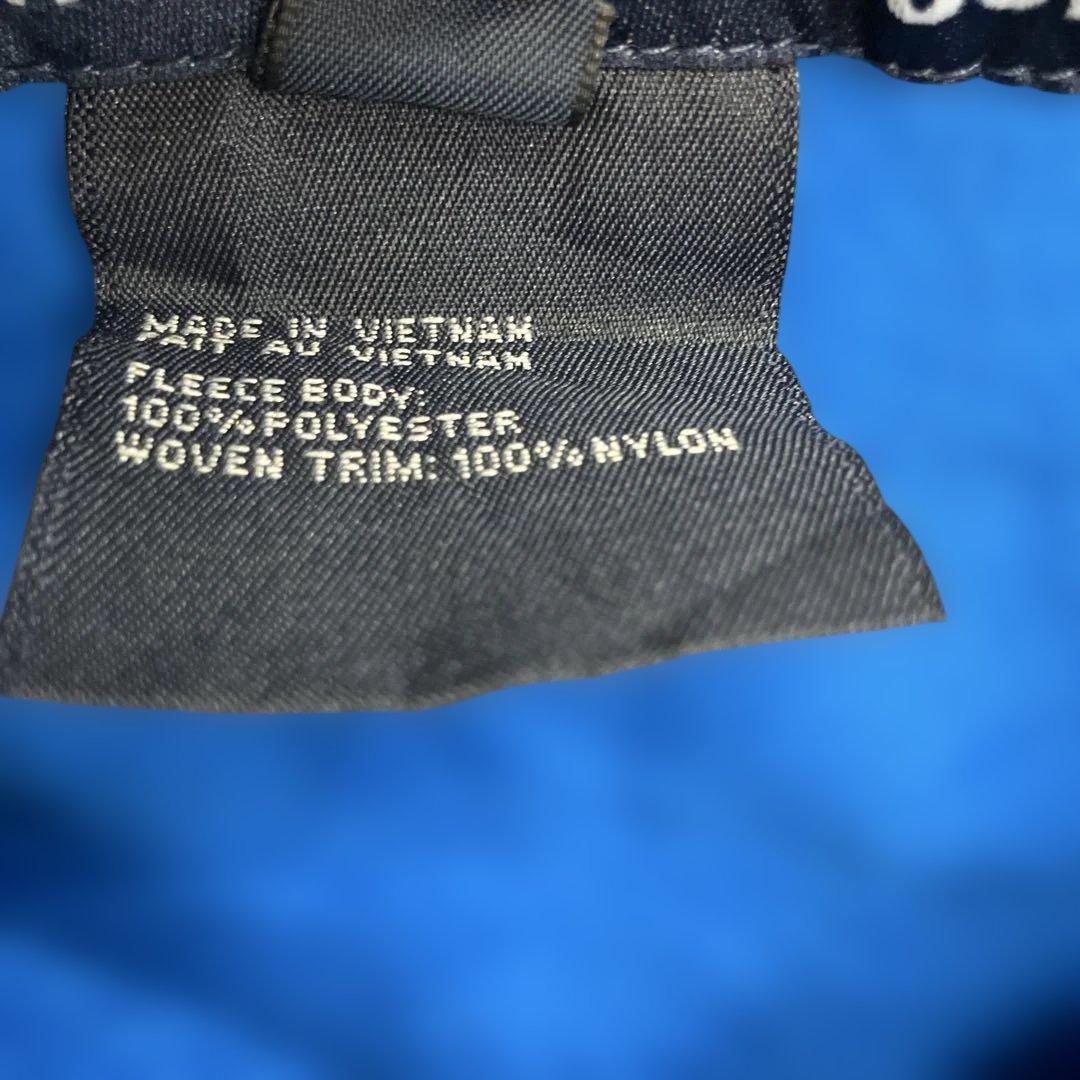 MADE IN VIETNAM
FAIT AU VIETNAM
FLEECE BODY:
100% POLYESTER
WOVEN TRIM: 100% NYLON